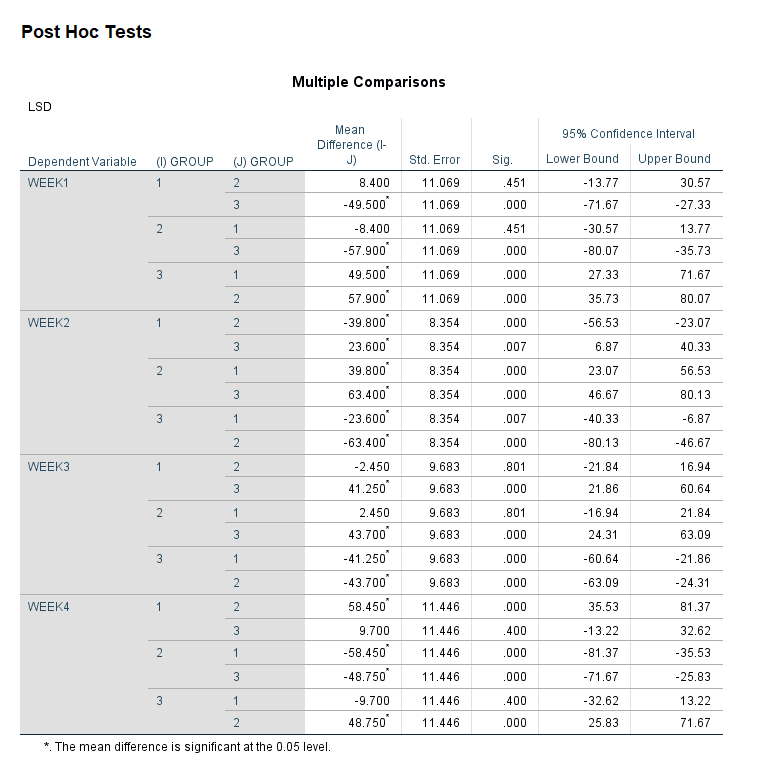 Post Hoc Tests
Multiple Comparisons
LSD
Dependent Variable (I) GROUP (J) GROUP Mean Difference (I-J) Std. Error Sig. 95% Confidence Interval
Lower Bound Upper Bound
WEEK1 1 2 8.400 11.069 .451 -13.77 30.57
3 -49.500* 11.069 .000 -71.67 -27.33
2 1 -8.400 11.069 .451 -30.57 13.77
3 -57.900* 11.069 .000 -80.07 -35.73
3 1 49.500* 11.069 .000 27.33 71.67
2 57.900* 11.069 .000 35.73 80.07
WEEK2 1 2 -39.800* 8.354 .000 -56.53 -23.07
3 23.600* 8.354 .007 6.87 40.33
2 1 39.800* 8.354 .000 23.07 56.53
3 63.400* 8.354 .000 46.67 80.13
3 1 -23.600* 8.354 .007 -40.33 -6.87
2 -63.400* 8.354 .000 -80.13 -46.67
WEEK3 1 2 -2.450 9.683 .801 -21.84 16.94
3 41.250* 9.683 .000 21.86 60.64
2 1 2.450 9.683 .801 -16.94 21.84
3 43.700* 9.683 .000 24.31 63.09
3 1 -41.250* 9.683 .000 -60.64 -21.86
2 -43.700* 9.683 .000 -63.09 -24.31
WEEK4 1 2 58.450* 11.446 .000 35.53 81.37
3 9.700 11.446 .400 -13.22 32.62
2 1 -58.450* 11.446 .000 -81.37 -35.53
3 -48.750* 11.446 .000 -71.67 -25.83
3 1 -9.700 11.446 .400 -32.62 13.22
2 48.750* 11.446 .000 25.83 71.67
*. The mean difference is significant at the 0.05 level.